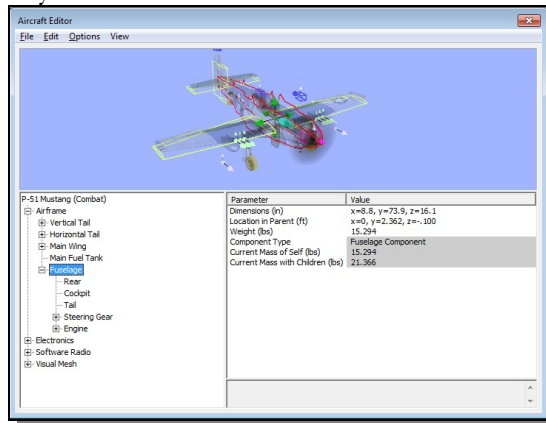 Aircraft Editor
File Edit Options View
P-51 Mustang (Combat)
Airframe
Vertical Tail
Horizontal Tail
Main Wing
Main Fuel Tank
Fuselage
Rear
Cockpit
Tail
Steering Gear
Engine
Electronics
Software Radio
Visual Mesh
Parameter Value
Dimensions (in) x=8.8, y=73.9, z=16.1
Location in Parent (ft) x=0, y=2.362, z=-.100
Weight (lbs) 15.294
Component Type Fuselage Component
Current Mass of Self (lbs) 15.294
Current Mass with Children (lbs) 21.366